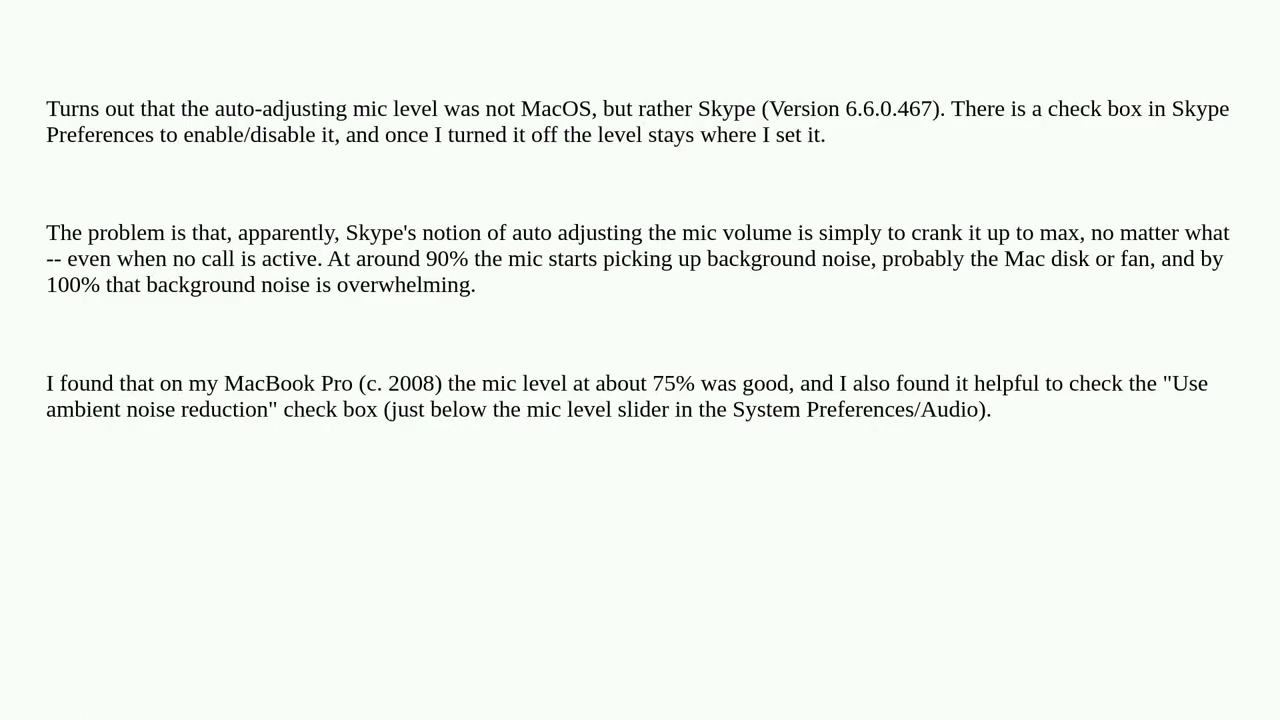 Turns out that the auto-adjusting mic level was not MacOS, but rather Skype (Version 6.6.0.467). There is a check box in Skype
Preferences to enable/disable it, and once I turned it off the level stays where I set it.
The problem is that, apparently, Skype's notion of auto adjusting the mic volume is simply to crank it up to max, no matter what
-- even when no call is active. At around 90% the mic starts picking up background noise, probably the Mac disk or fan, and by
100% that background noise is overwhelming.
I found that on my MacBook Pro (c. 2008) the mic level at about 75% was good, and I also found it helpful to check the "Use
ambient noise reduction" check box (just below the mic level slider in the System Preferences/Audio).